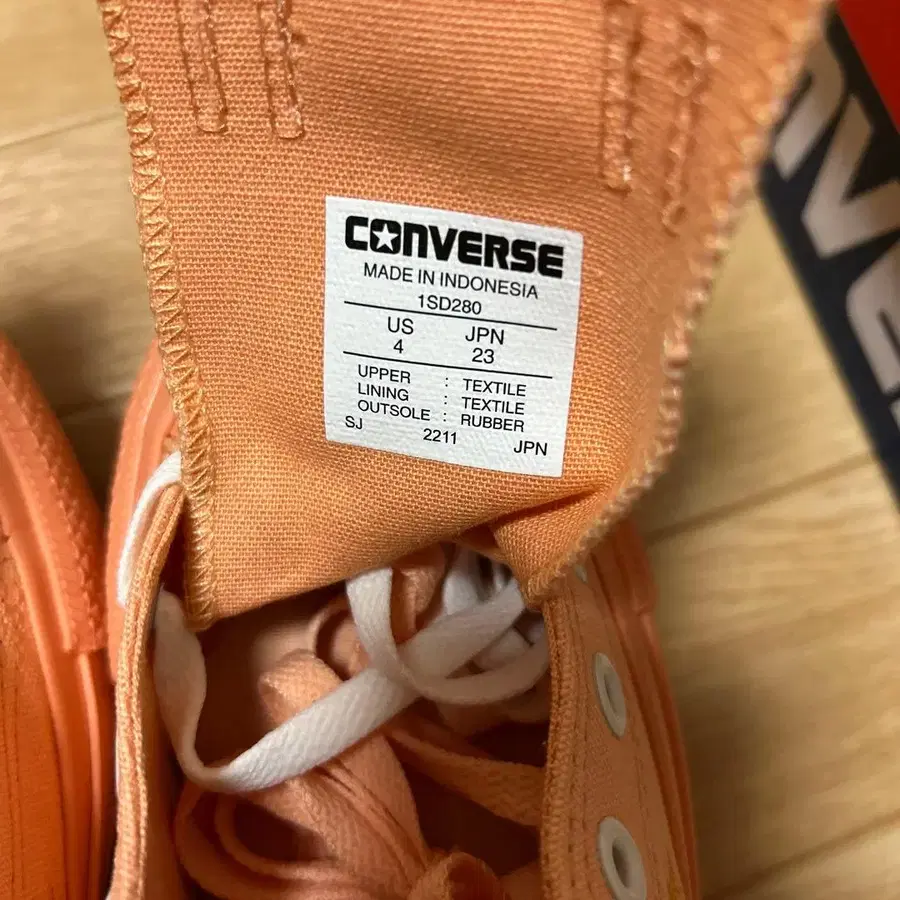 CONVERSE
MADE IN INDONESIA
1SD280
US JPN
4 23
UPPER : TEXTILE
LINING : TEXTILE
OUTSOLE : RUBBER
SJ 2211 JPN